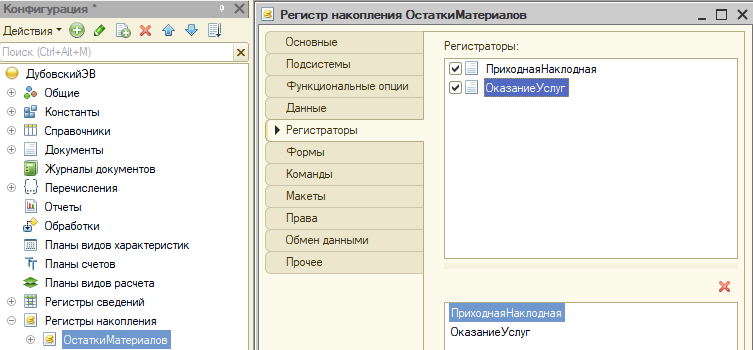 Конфигурация *
Действия
Поиск (Ctrl+Alt+M)
ДубовскийЭВ
Общие
Константы
Справочники
Документы
Журналы документов
Перечисления
Отчеты
Обработки
Планы видов характеристик
Планы счетов
Планы видов расчета
Регистры сведений
Регистры накопления
ОстаткиМатериалов
Регистр накопления ОстаткиМатериалов
Основные
Подсистемы
Функциональные опции
Данные
Регистраторы
Формы
Команды
Макеты
Права
Обмен данными
Прочее
Регистраторы:
ПриходнаяНаклодная
ОказаниеУслуг
ПриходнаяНаклодная
ОказаниеУслуг